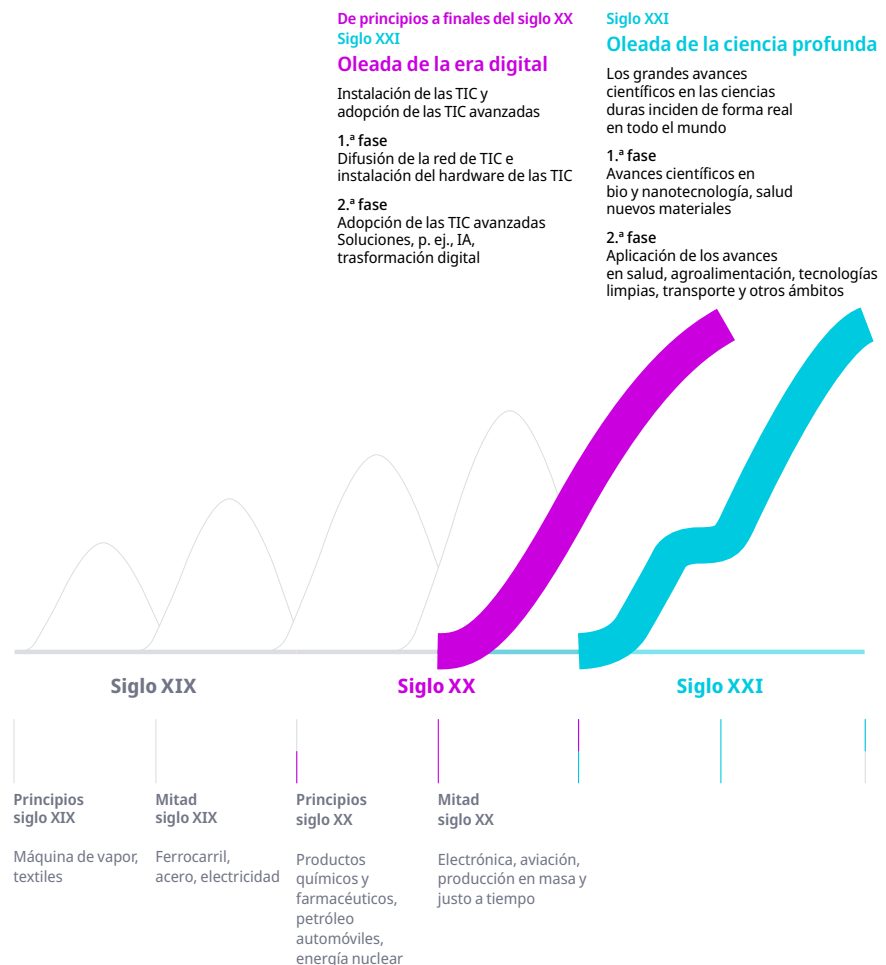 De principios a finales del siglo XX
Siglo XXI
Oleada de la era digital
Instalación de las TIC y
adopción de las TIC avanzadas
1.ª fase
Difusión de la red de TIC e
instalación del hardware de las TIC
2.ª fase
Adopción de las TIC avanzadas
Soluciones, p. ej., IA,
trasformación digital
Siglo XXI
Oleada de la ciencia profunda
Los grandes avances
científicos en las ciencias
duras inciden de forma real
en todo el mundo
1.ª fase
Avances científicos en
bio y nanotecnología, salud
nuevos materiales
2.ª fase
Aplicación de los avances
en salud, agroalimentación, tecnologías
limpias, transporte y otros ámbitos
Siglo XIX
Siglo XX
Siglo XXI
Principios
siglo XIX
Máquina de vapor,
textiles
Mitad
siglo XIX
Ferrocarril,
acero, electricidad
Principios
siglo XX
Productos
químicos y
farmacéuticos,
petróleo
automóviles,
energía nuclear
Mitad
siglo XX
Electrónica, aviación,
producción en masa y
justo a tiempo